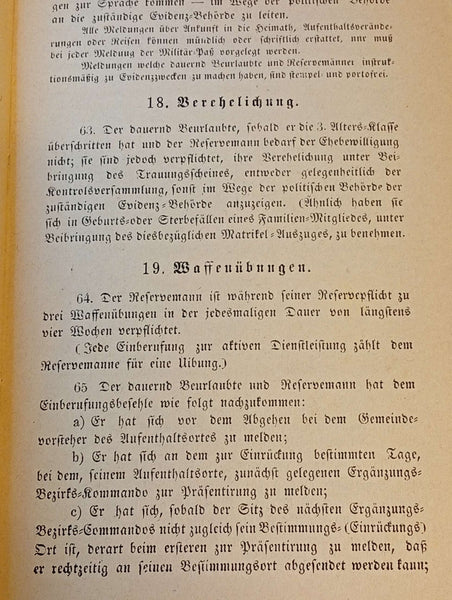 gen zur Sprache kommen — im Wege der politischen Behörde
an die zuständige Evidenz-Behörde zu leiten.
Alle Meldungen über Ankunft in die Heimath, Aufenthaltsverände-
rungen oder Reisen können mündlich oder schriftlich erstattet, nur muß
bei jeder Meldung der Militär-Paß vorgelegt werden.
Meldungen welche dauernd Beurlaubte und Reservemänner instruk-
tionsmäßig zu Evidenzzwecken zu machen haben, sind stempel- und portofrei.
18. Verehelichung.
63. Der dauernd Beurlaubte, sobald er die 3. Alters-Klasse
überschritten hat und der Reservemann bedarf der Ehebewilligung
nicht; sie sind jedoch verpflichtet, ihre Verehelichung unter Bei-
bringung des Trauungsscheines, entweder gelegenheitlich der
Kontrolsversammlung, sonst im Wege der politischen Behörde der
zuständigen Evidenz-Behörde anzuzeigen. (Ähnlich haben sie
sich in Geburts- oder Sterbefällen eines Familien-Mitgliedes, unter
Beibringung des diesbezüglichen Matrikel-Auszuges, zu benehmen.
19. Waffenübungen.
64. Der Reservemann ist während seiner Reservepflicht zu
drei Waffenübungen in der jedesmaligen Dauer von längstens
vier Wochen verpflichtet.
(Jede Einberufung zur aktiven Dienstleistung zählt dem
Reservemanne für eine Uibung.)
65 Der dauernd Beurlaubte und Reservemann hat dem
Einberufungsbefehle wie folgt nachzukommen:
a) Er hat sich vor dem Abgehen bei dem Gemeinde-
vorsteher des Aufenthaltsortes zu melden;
b) Er hat sich an dem zur Einrückung bestimmten Tage,
bei dem, seinem Aufenthaltsorte, zunächst gelegenen Ergänzungs-
Bezirks-Kommando zur Präsentirung zu melden;
c) Er hat sich, sobald der Sitz des nächsten Ergänzungs-
Bezirks-Commandos nicht zugleich sein Bestimmungs- (Einrückungs)
Ort ist, derart beim ersteren zur Präsentirung zu melden, daß
er rechtzeitig an seinen Bestimmungsort abgesendet werden kann;